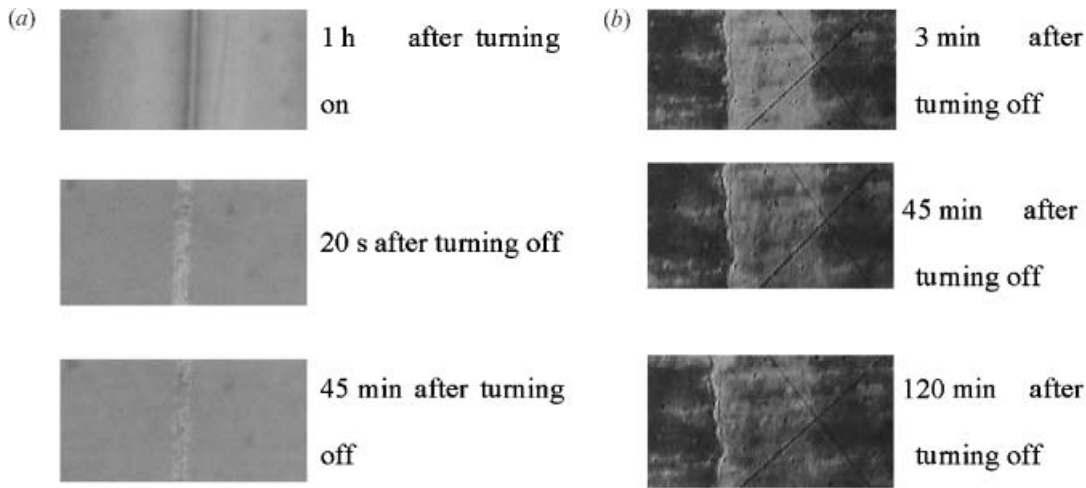 (a)
1 h after turning
on
20 s after turning off
45 min after turning
off
(b)
3 min after
turning off
45 min after
turning off
120 min after
turning off